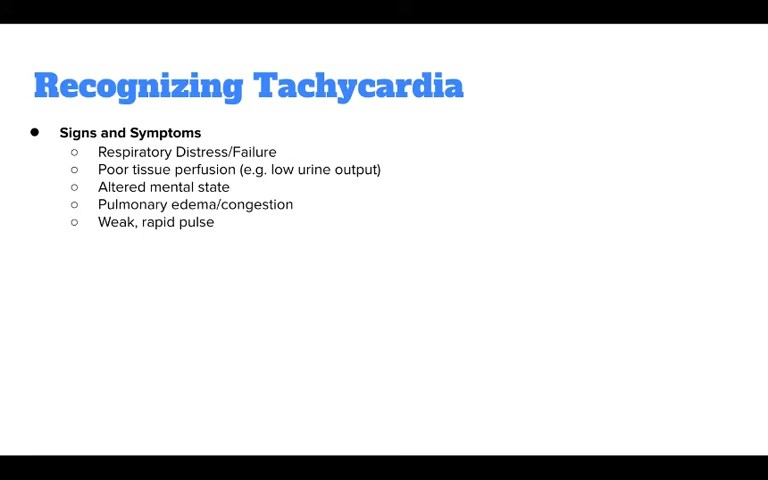 Recognizing Tachycardia
● Signs and Symptoms
○ Respiratory Distress/Failure
○ Poor tissue perfusion (e.g. low urine output)
○ Altered mental state
○ Pulmonary edema/congestion
○ Weak, rapid pulse